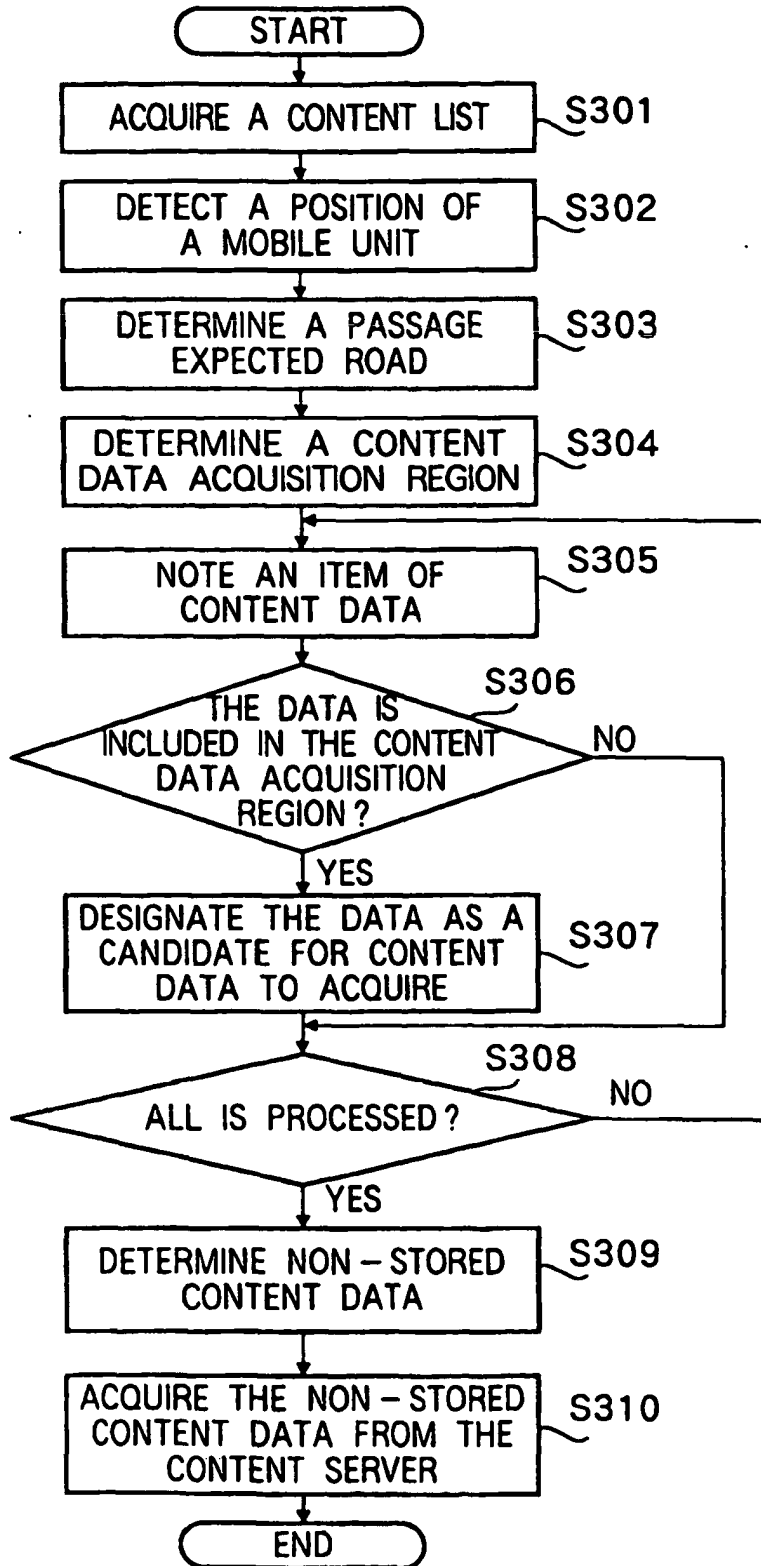 START
ACQUIRE A CONTENT LIST
S301
DETECT A POSITION OF
A MOBILE UNIT
S302
DETERMINE A PASSAGE
EXPECTED ROAD
S303
DETERMINE A CONTENT
DATA ACQUISITION REGION
S304
NOTE AN ITEM OF
CONTENT DATA
S305
THE DATA IS
INCLUDED IN THE CONTENT
DATA ACQUISITION
REGION?
S306
NO
YES
DESIGNATE THE DATA AS A
CANDIDATE FOR CONTENT
DATA TO ACQUIRE
S307
ALL IS PROCESSED?
S308
NO
YES
DETERMINE NON-STORED
CONTENT DATA
S309
ACQUIRE THE NON-STORED
CONTENT DATA FROM THE
CONTENT SERVER
S310
END